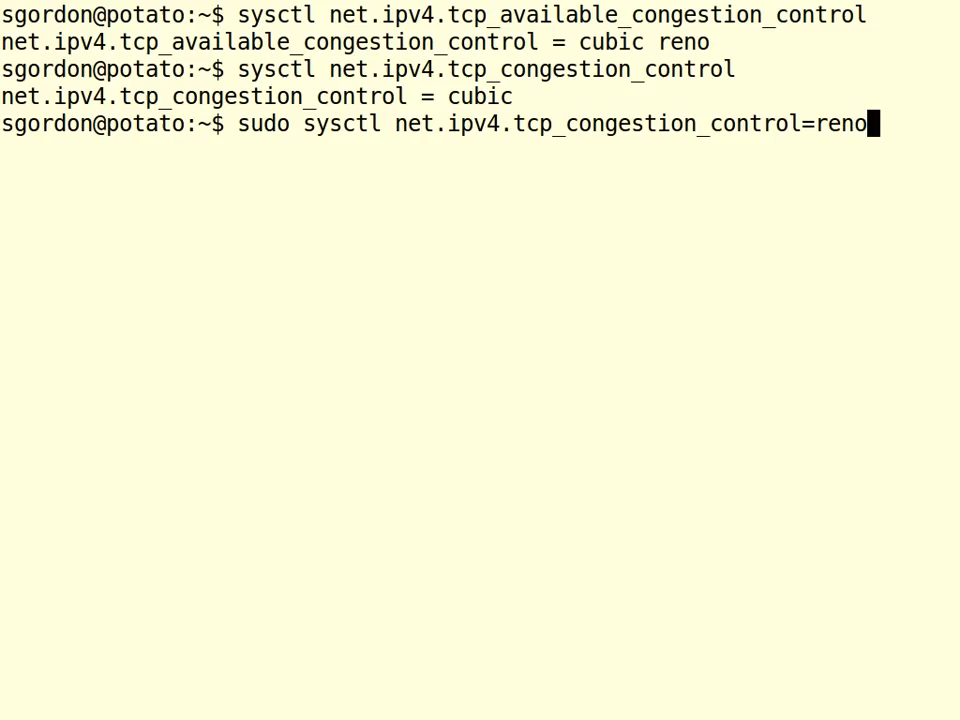 sgordon@potato:~$ sysctl net.ipv4.tcp_available_congestion_control
net.ipv4.tcp_available_congestion_control = cubic reno
sgordon@potato:~$ sysctl net.ipv4.tcp_congestion_control
net.ipv4.tcp_congestion_control = cubic
sgordon@potato:~$ sudo sysctl net.ipv4.tcp_congestion_control=reno